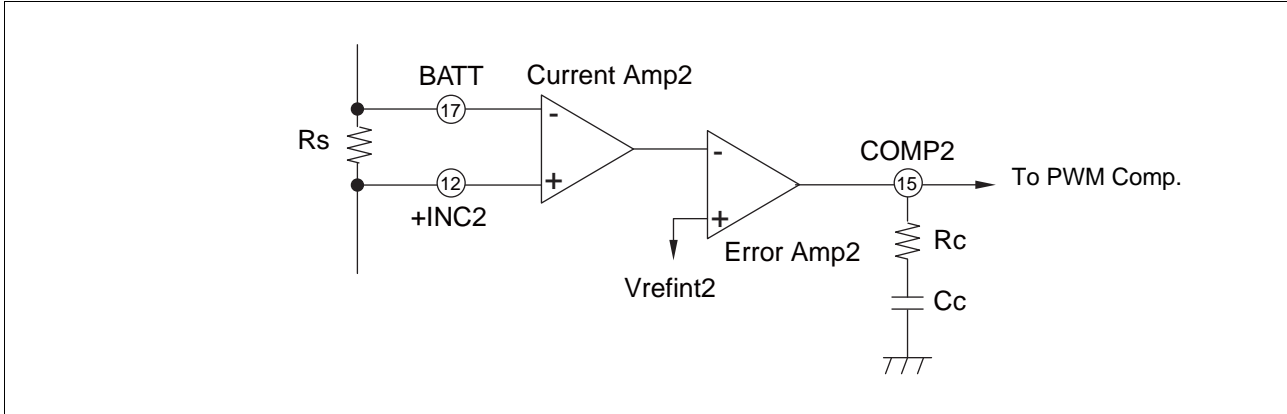 BATT
Current Amp2
17
-
Rs
-
COMP2
15
To PWM Comp.
12
+
+INC2
+
Rc
Error Amp2
Vrefint2
Cc